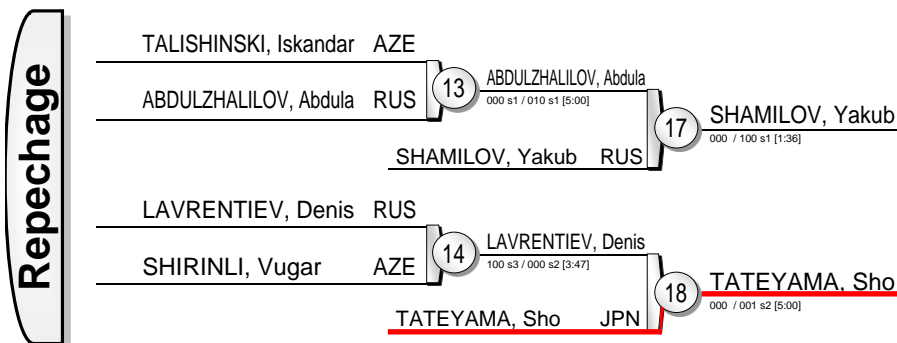 Repechage
TALISHINSKI, Iskandar AZE
ABDULZHALILOV, Abdula RUS
13
ABDULZHALILOV, Abdula
000 s1 / 010 s1 [5:00]
SHAMILOV, Yakub RUS
17
SHAMILOV, Yakub
000 / 100 s1 [1:36]
LAVRENTIEV, Denis RUS
SHIRINLI, Vugar AZE
14
LAVRENTIEV, Denis
100 s3 / 000 s2 [3:47]
TATEYAMA, Sho JPN
18
TATEYAMA, Sho
000 / 001 s2 [5:00]